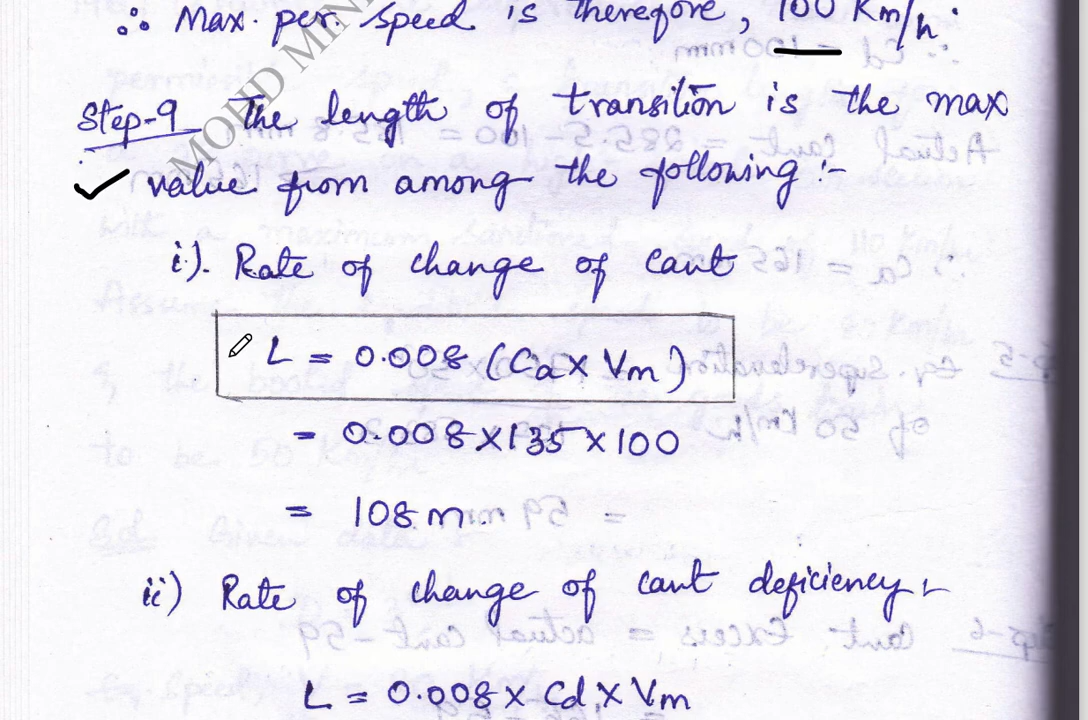 ∴ Max. per. speed is therefore, 100 Km/h.
Step-9 The length of transition is the max
value from among the following :-
i). Rate of change of cant
L = 0.008 (Ca x Vm)
= 0.008 x 135 x 100
= 108 m.
ii) Rate of change of cant deficiency :-
L = 0.008 x Cd x Vm
MOHD MIN